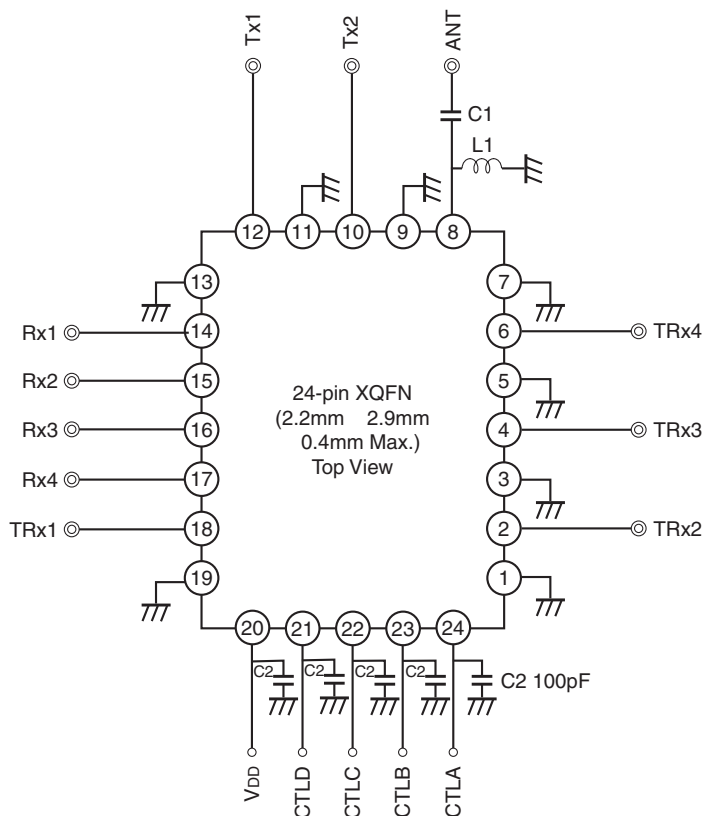 Tx1
Tx2
ANT
C1
L1
12
11
10
9
8
13
7
Rx1
14
6
TRx4
Rx2
15
5
24-pin XQFN
Rx3
16
(2.2mm 2.9mm
4
TRx3
0.4mm Max.)
Top View
Rx4
17
3
TRx1
18
2
TRx2
19
1
20
21
22
23
24
C2
C2
C2
C2
C2 100pF
VDD
CTLD
CTLC
CTLB
CTLA